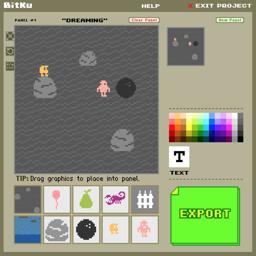 BitKu
HELP
X EXIT PROJECT
PANEL #1
"DREAMING"
Clear Panel
New Panel
T
TEXT
TIP: Drag graphics to place into panel.
EXPORT